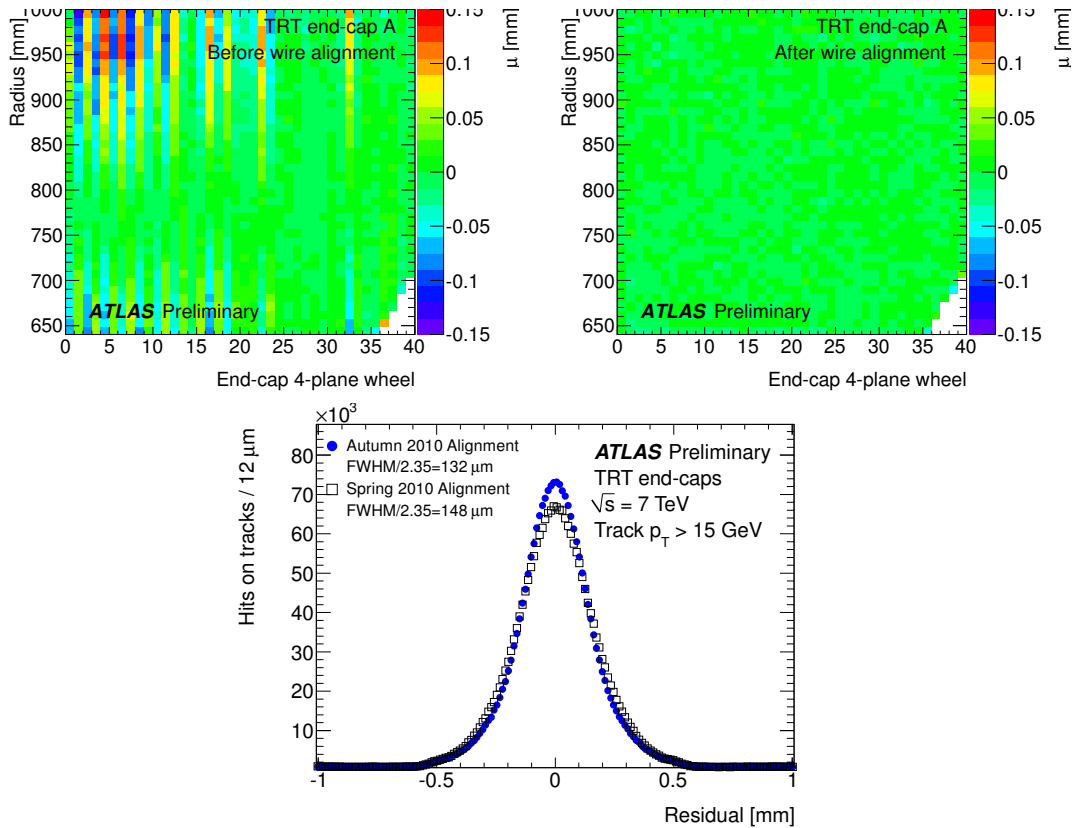 Radius [mm]
1000
950
900
850
800
750
700
650
TRT end-cap A
Before wire alignment
ATLAS Preliminary
0 5 10 15 20 25 30 35 40
End-cap 4-plane wheel
0.15
0.1
0.05
0
-0.05
-0.1
-0.15
μ [mm]
Radius [mm]
1000
950
900
850
800
750
700
650
TRT end-cap A
After wire alignment
ATLAS Preliminary
0 5 10 15 20 25 30 35 40
End-cap 4-plane wheel
0.15
0.1
0.05
0
-0.05
-0.1
-0.15
μ [mm]
×10³
Hits on tracks / 12 μm
80
70
60
50
40
30
20
10
Autumn 2010 Alignment
FWHM/2.35=132 μm
Spring 2010 Alignment
FWHM/2.35=148 μm
ATLAS Preliminary
TRT end-caps
√s = 7 TeV
Track p_T > 15 GeV
-1 -0.5 0 0.5 1
Residual [mm]